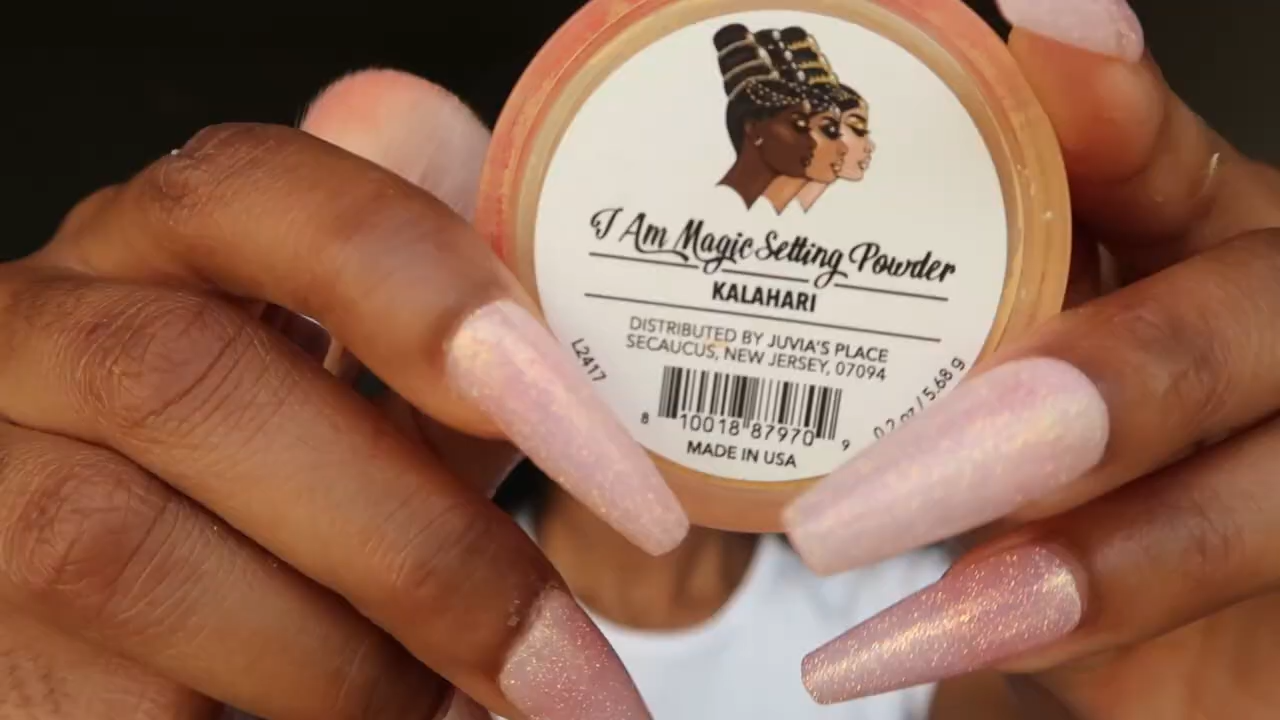 I Am Magic Setting Powder
KALAHARI
DISTRIBUTED BY JUVIA'S PLACE
SECAUCUS, NEW JERSEY, 07094
L2417
0.2 oz / 5.68 g
8 10018 87970 9
MADE IN USA